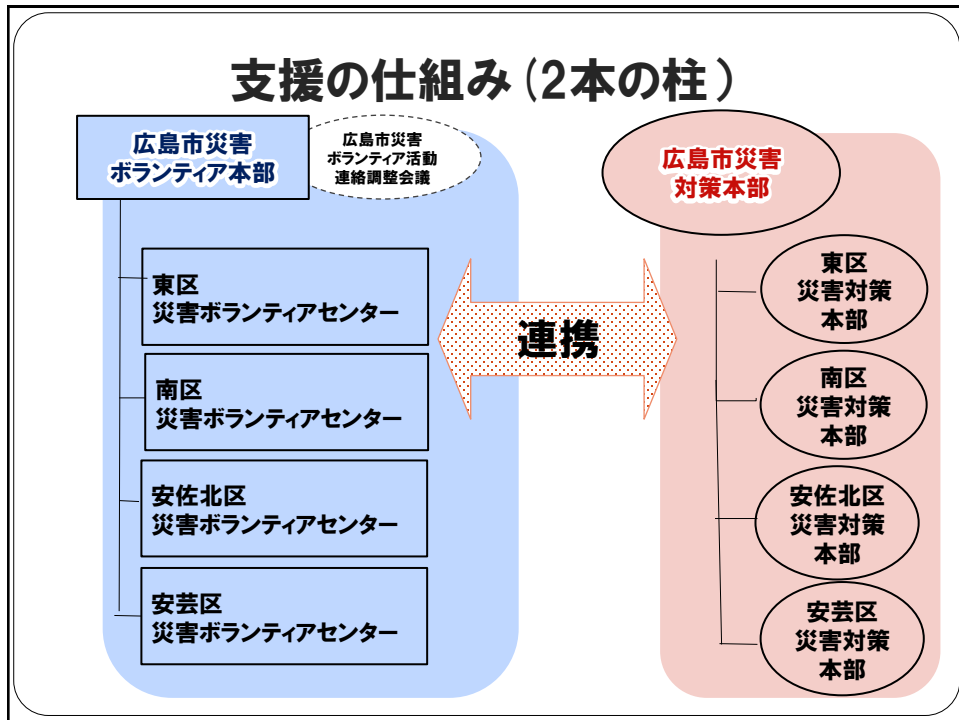 支援の仕組み(2本の柱)
広島市災害
ボランティア本部
広島市災害
ボランティア活動
連絡調整会議
東区
災害ボランティアセンター
南区
災害ボランティアセンター
安佐北区
災害ボランティアセンター
安芸区
災害ボランティアセンター
連携
広島市災害
対策本部
東区
災害対策
本部
南区
災害対策
本部
安佐北区
災害対策
本部
安芸区
災害対策
本部